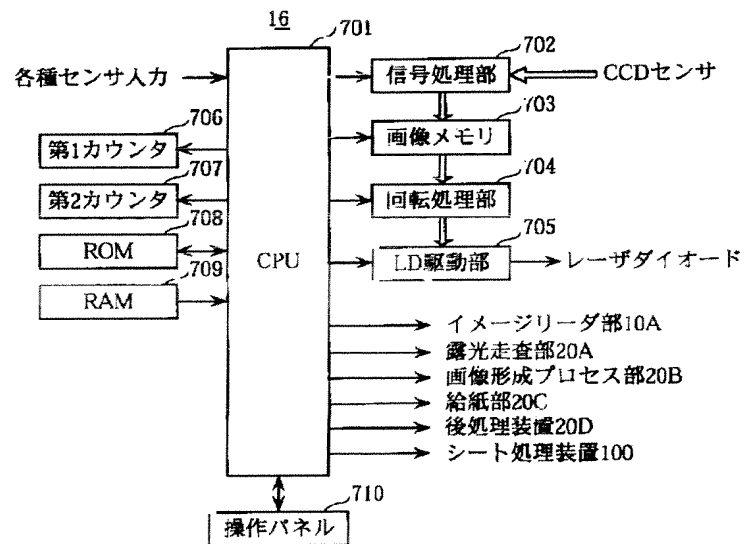 16
701
702
各種センサ入力
信号処理部
CCDセンサ
703
706
第1カウンタ
画像メモリ
707
704
第2カウンタ
回転処理部
708
705
ROM
CPU
LD駆動部
レーザダイオード
709
RAM
イメージリーダ部10A
露光走査部20A
画像形成プロセス部20B
給紙部20C
後処理装置20D
シート処理装置100
710
操作パネル